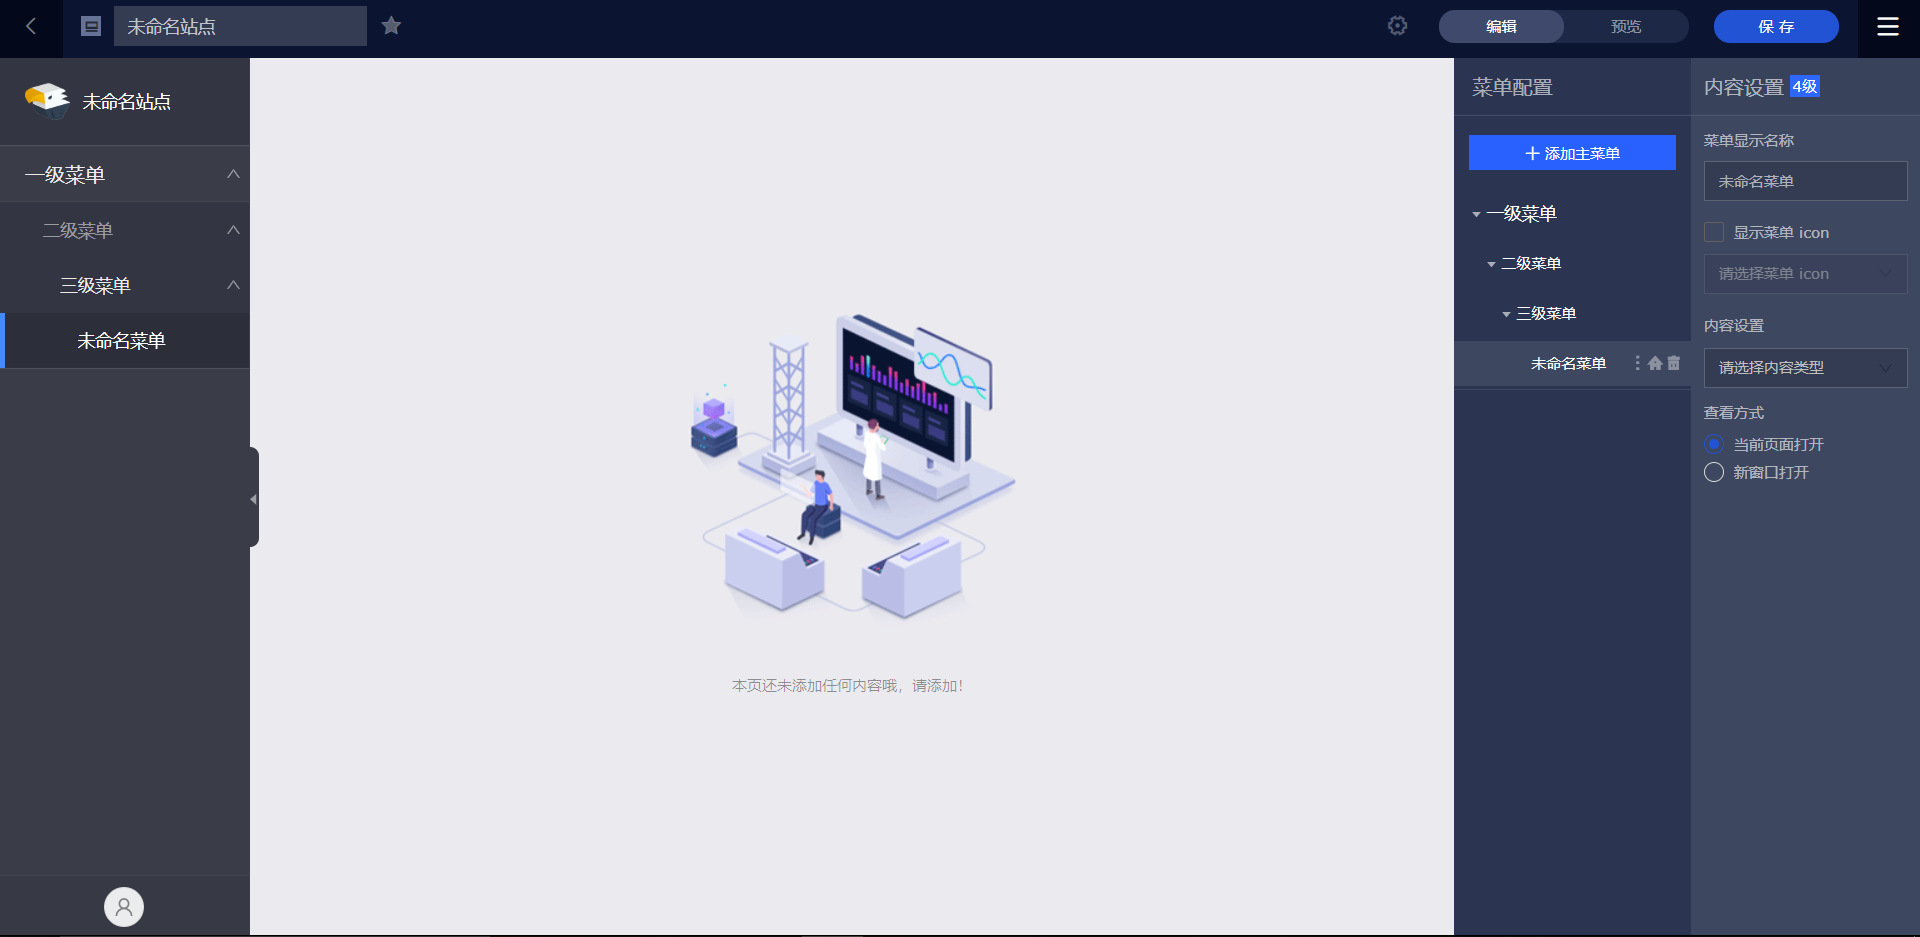 未命名站点
编辑
预览
保 存
未命名站点
一级菜单
二级菜单
三级菜单
未命名菜单
本页还未添加任何内容哦，请添加！
菜单配置
添加主菜单
一级菜单
二级菜单
三级菜单
未命名菜单
内容设置 4级
菜单显示名称
未命名菜单
显示菜单 icon
请选择菜单 icon
内容设置
请选择内容类型
查看方式
当前页面打开
新窗口打开